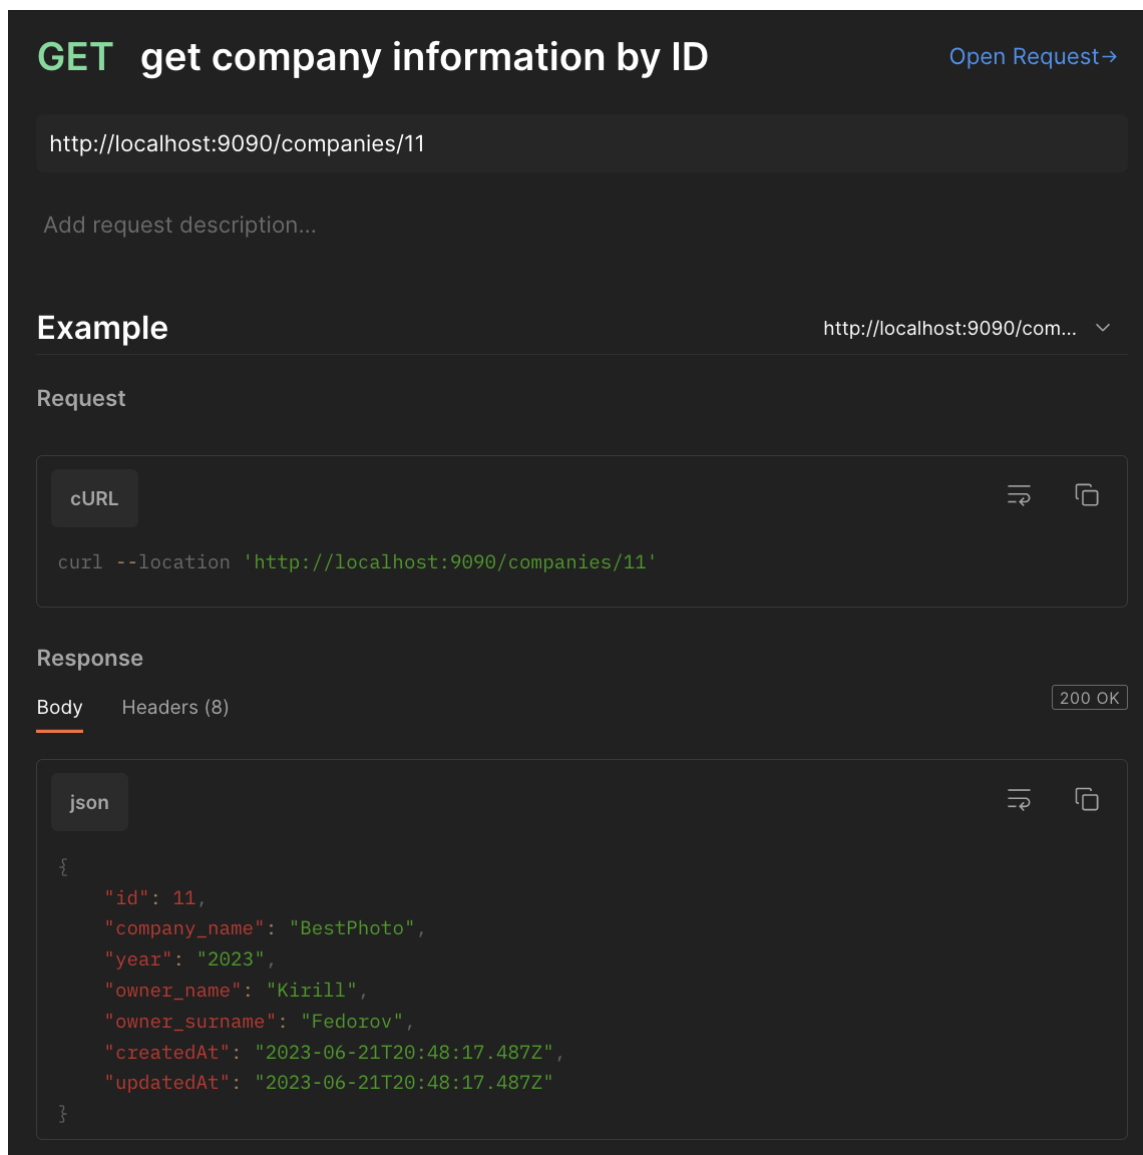 GET get company information by ID
Open Request→
http://localhost:9090/companies/11
Add request description...
Example
http://localhost:9090/com...
Request
cURL
curl --location 'http://localhost:9090/companies/11'
Response
Body Headers (8)
200 OK
json
{
    "id": 11,
    "company_name": "BestPhoto",
    "year": "2023",
    "owner_name": "Kirill",
    "owner_surname": "Fedorov",
    "createdAt": "2023-06-21T20:48:17.487Z",
    "updatedAt": "2023-06-21T20:48:17.487Z"
}